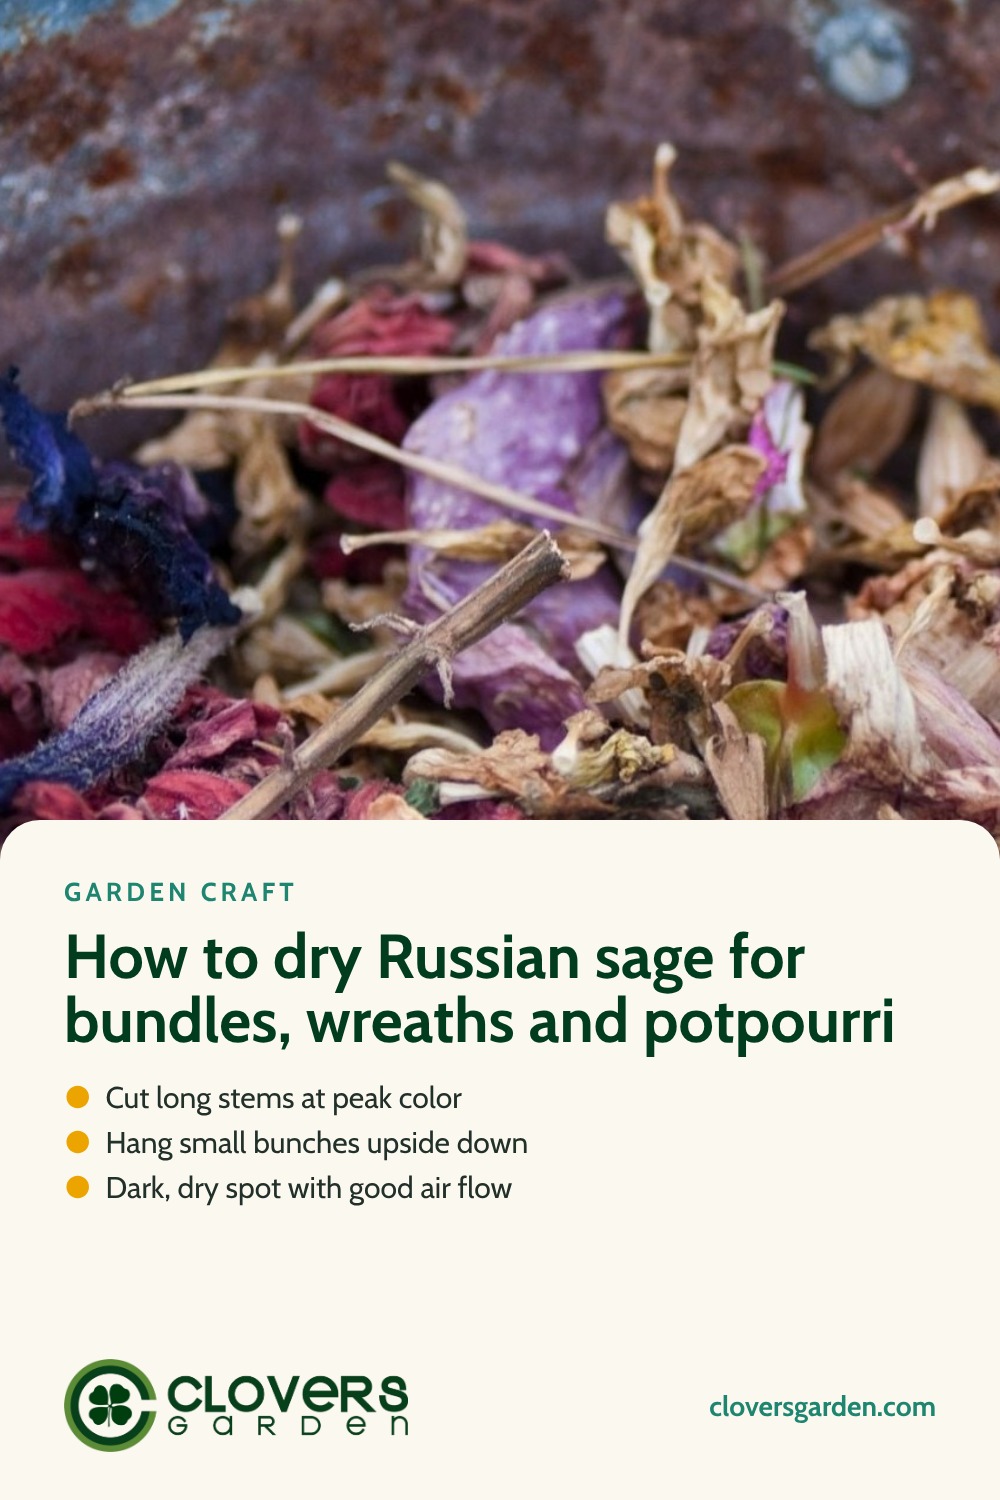 GARDEN CRAFT
How to dry Russian sage for
bundles, wreaths and potpourri
Cut long stems at peak color
Hang small bunches upside down
Dark, dry spot with good air flow
CLOVERS
GARDEN
cloversgarden.com